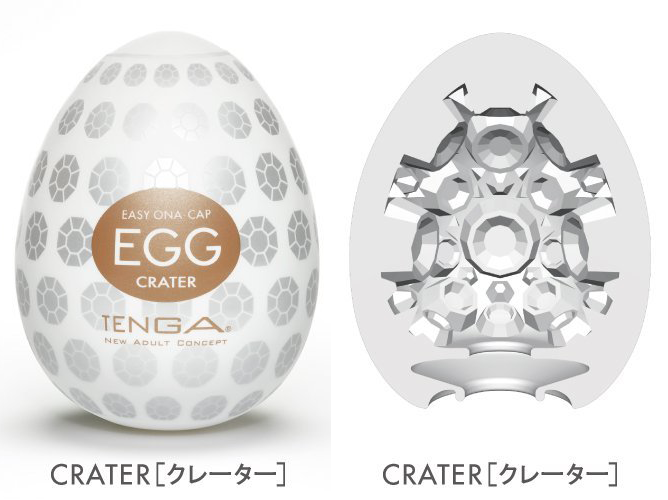 EASY ONA-CAP
EGG
CRATER
TENGA®
NEW ADULT CONCEPT
CRATER［クレーター］
CRATER［クレーター］